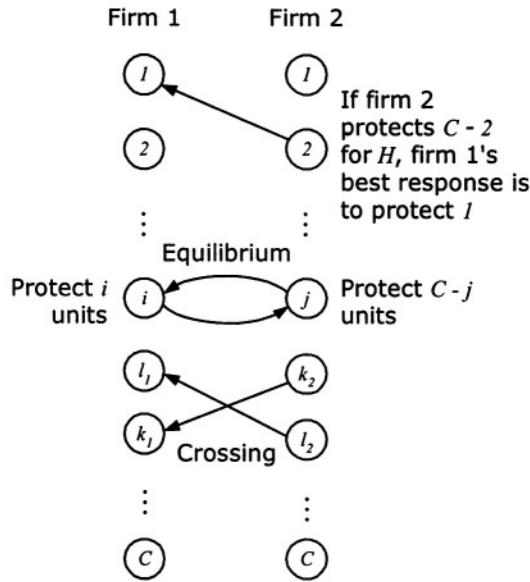 Firm 1 Firm 2
1 1
If firm 2
protects C - 2
2 2
for H, firm 1's
best response is
to protect 1
⋮ ⋮
Equilibrium
Protect i i j Protect C - j
units units
l₁ k₂
k₁ l₂
Crossing
⋮ ⋮
C C